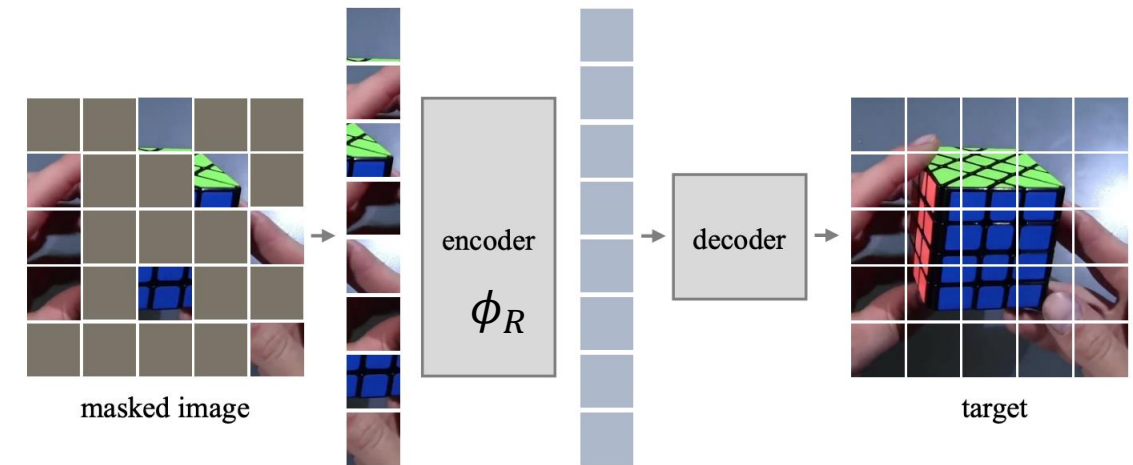 encoder
ϕ_R
decoder
masked image
target